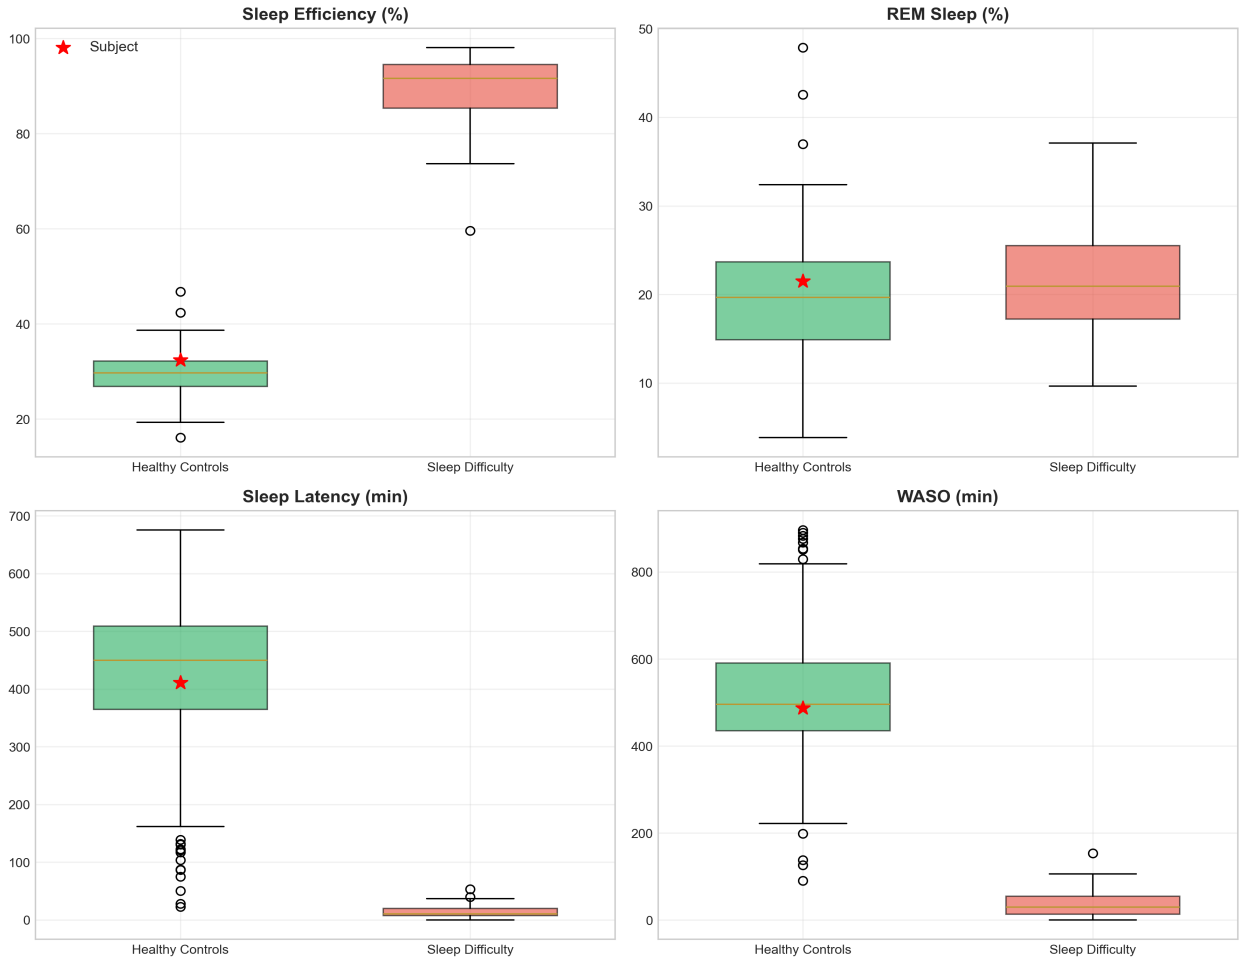 Sleep Efficiency (%)
100
80
60
40
20
Subject
Healthy Controls
Sleep Difficulty
REM Sleep (%)
50
40
30
20
10
Healthy Controls
Sleep Difficulty
Sleep Latency (min)
700
600
500
400
300
200
100
0
Healthy Controls
Sleep Difficulty
WASO (min)
800
600
400
200
0
Healthy Controls
Sleep Difficulty